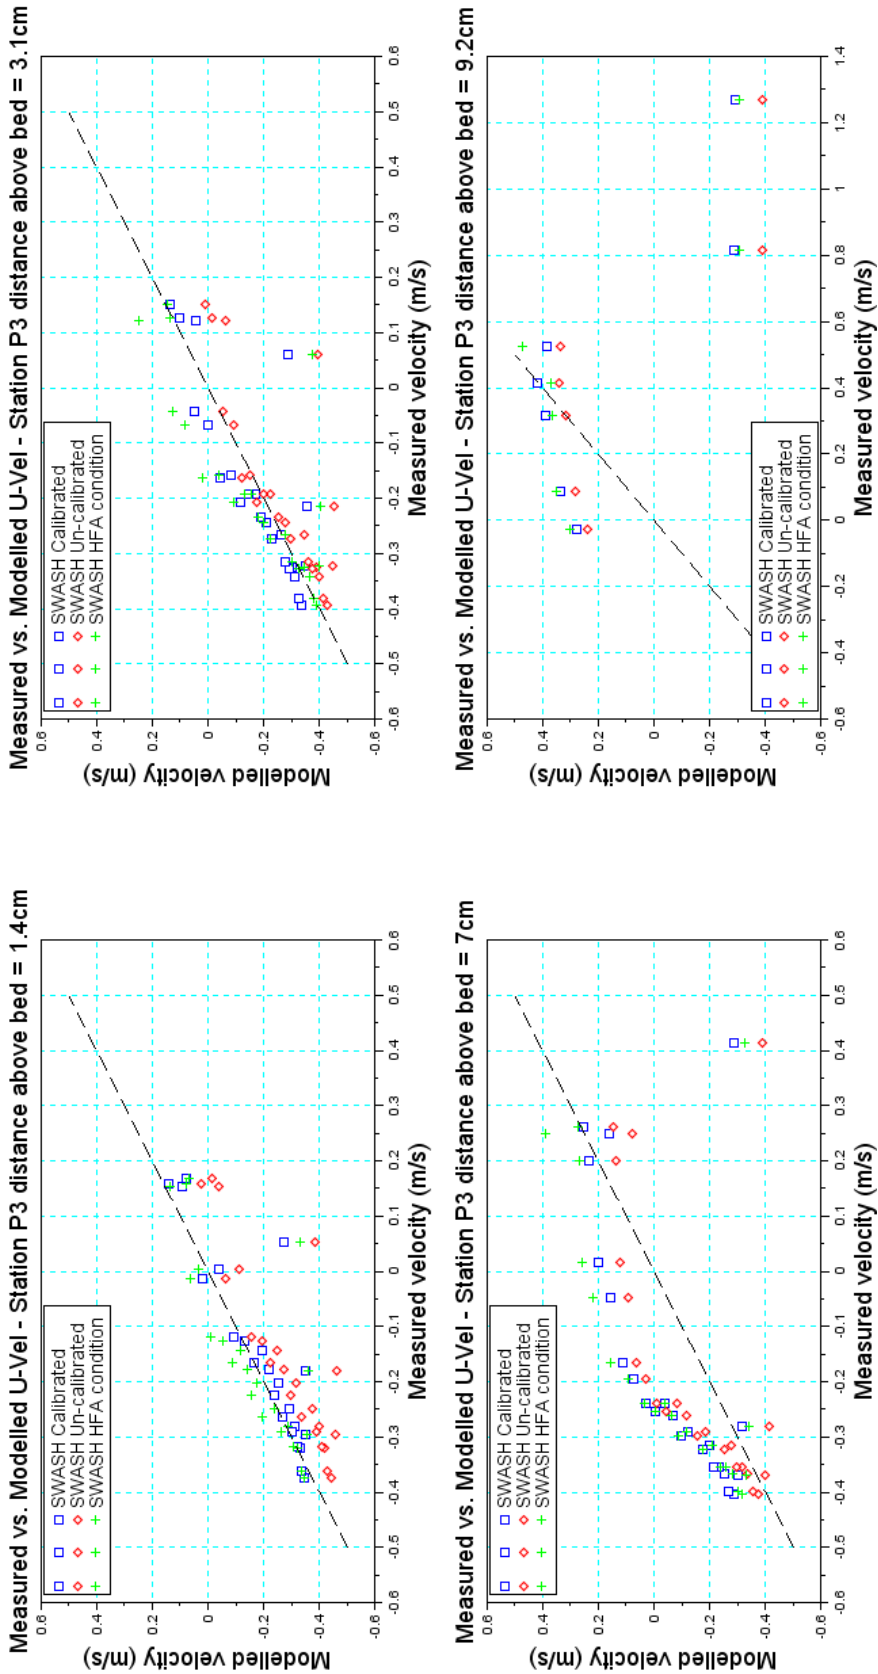 Measured vs. Modelled U-Vel - Station P3 distance above bed = 1.4cm
Modelled velocity (m/s)
0.6
0.4
0.2
0
-0.2
-0.4
-0.6
SWASH Calibrated
SWASH Un-calibrated
SWASH HFA condition
-0.6 -0.5 -0.4 -0.3 -0.2 -0.1 0 0.1 0.2 0.3 0.4 0.5 0.6
Measured velocity (m/s)
Measured vs. Modelled U-Vel - Station P3 distance above bed = 3.1cm
Modelled velocity (m/s)
0.6
0.4
0.2
0
-0.2
-0.4
-0.6
SWASH Calibrated
SWASH Un-calibrated
SWASH HFA condition
-0.6 -0.5 -0.4 -0.3 -0.2 -0.1 0 0.1 0.2 0.3 0.4 0.5 0.6
Measured velocity (m/s)
Measured vs. Modelled U-Vel - Station P3 distance above bed = 7cm
Modelled velocity (m/s)
0.6
0.4
0.2
0
-0.2
-0.4
-0.6
SWASH Calibrated
SWASH Un-calibrated
SWASH HFA condition
-0.6 -0.5 -0.4 -0.3 -0.2 -0.1 0 0.1 0.2 0.3 0.4 0.5 0.6
Measured velocity (m/s)
Measured vs. Modelled U-Vel - Station P3 distance above bed = 9.2cm
Modelled velocity (m/s)
0.6
0.4
0.2
0
-0.2
-0.4
-0.6
SWASH Calibrated
SWASH Un-calibrated
SWASH HFA condition
-0.6 -0.4 -0.2 0 0.2 0.4 0.6 0.8 1 1.2 1.4
Measured velocity (m/s)